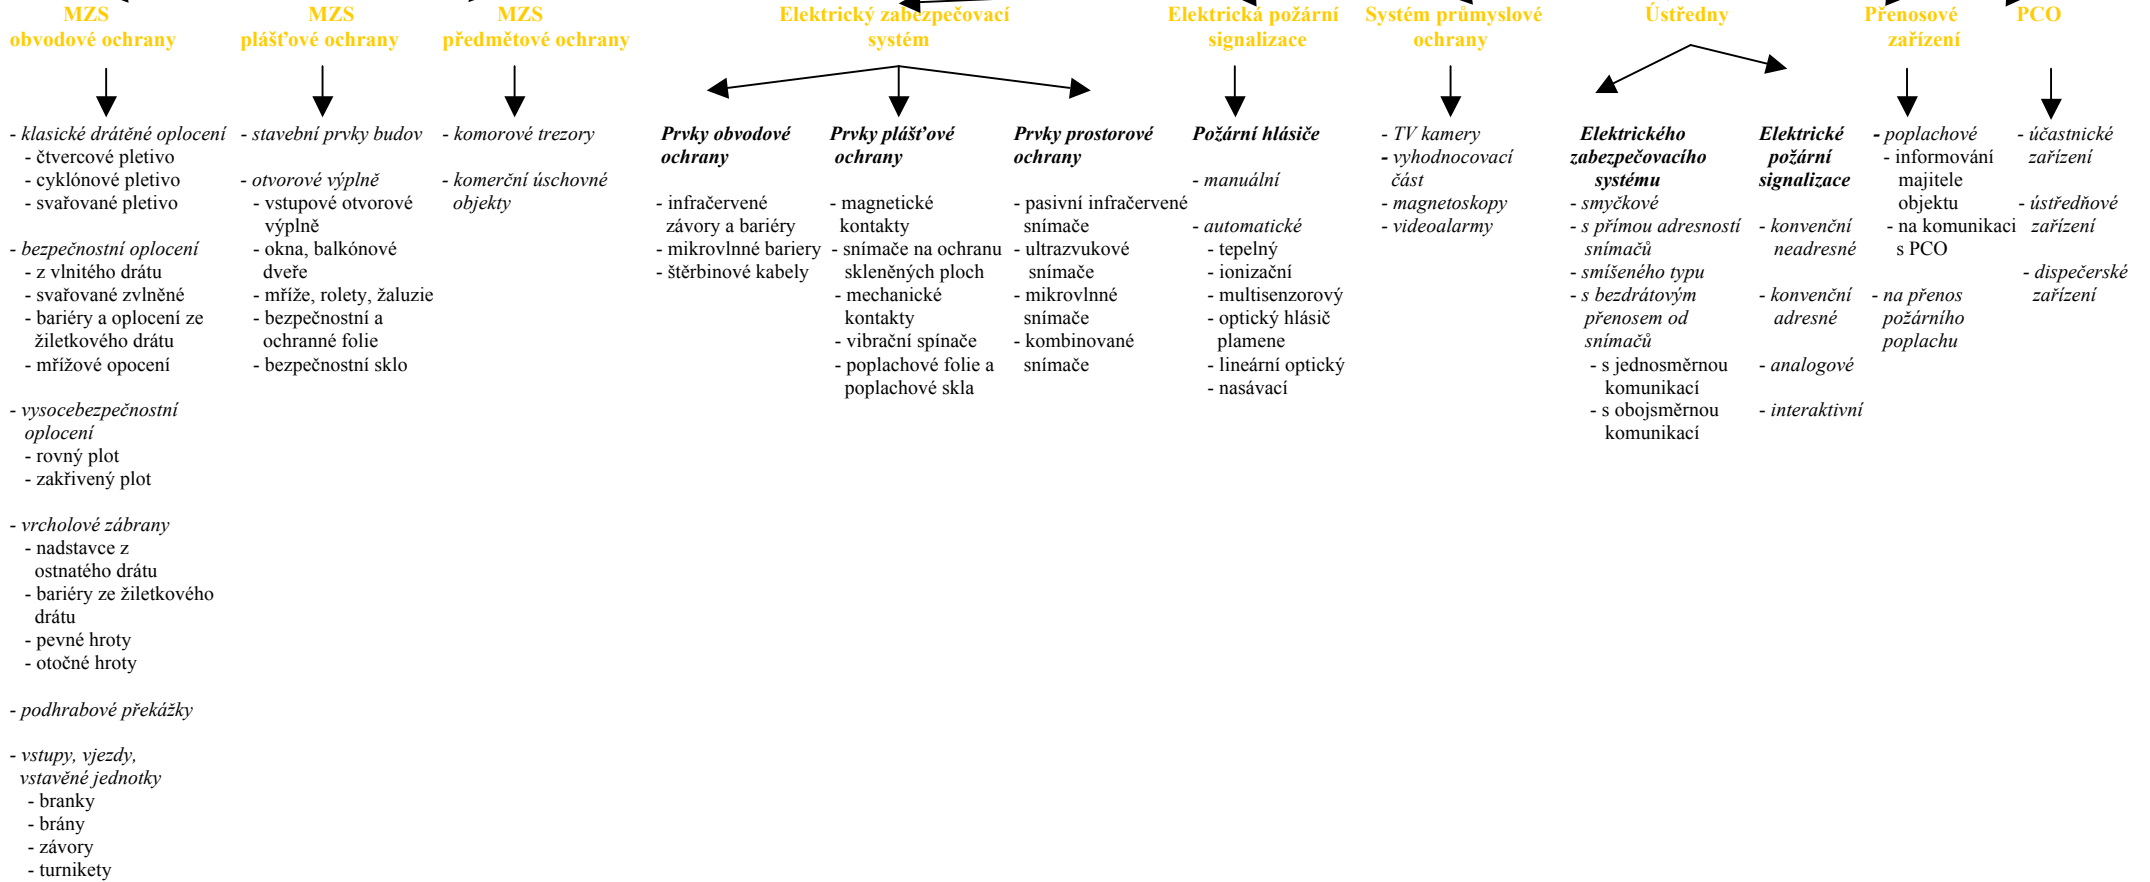 MZS
obvodové ochrany
- klasické drátěné oplocení
- čtvercové pletivo
- cyklónové pletivo
- svařované pletivo
- bezpečnostní oplocení
- z vlnitého drátu
- svařované zvlněné
- bariéry a oplocení ze
žiletkového drátu
- mřížové opocení
- vysocebezpečnostní
oplocení
- rovný plot
- zakřivený plot
- vrcholové zábrany
- nadstavce z
ostnatého drátu
- bariéry ze žiletkového
drátu
- pevné hroty
- otočné hroty
- podhrabové překážky
- vstupy, vjezdy,
vstavěné jednotky
- branky
- brány
- závory
- turnikety
MZS
plášťové ochrany
- stavební prvky budov
- otvorové výplně
- vstupové otvorové
výplně
- okna, balkónové
dveře
- mříže, rolety, žaluzie
- bezpečnostní a
ochranné folie
- bezpečnostní sklo
MZS
předmětové ochrany
- komorové trezory
- komerční úschovné
objekty
Elektrický zabezpečovací
systém
Prvky obvodové
ochrany
- infračervené
závory a bariéry
- mikrovlnné bariery
- štěrbinové kabely
Prvky plášťové
ochrany
- magnetické
kontakty
- snímače na ochranu
skleněných ploch
- mechanické
kontakty
- vibrační spínače
- poplachové folie a
poplachové skla
Prvky prostorové
ochrany
- pasivní infračervené
snímače
- ultrazvukové
snímače
- mikrovlnné
snímače
- kombinované
snímače
Elektrická požární
signalizace
Požární hlásiče
- manuální
- automatické
- tepelný
- ionizační
- multisenzorový
- optický hlásič
plamene
- lineární optický
- nasávací
Systém průmyslové
ochrany
- TV kamery
- vyhodnocovací
část
- magnetoskopy
- videoalarmy
Ústředny
Elektrického
zabezpečovacího
systému
- smyčkové
- s přímou adresností
snímačů
- smíšeného typu
- s bezdrátovým
přenosem od
snímačů
- s jednosměrnou
komunikací
- s obojsměrnou
komunikací
Elektrické
požární
signalizace
- konvenční
neadresné
- konvenční
adresné
- analogové
- interaktivní
Přenosové
zařízení
- poplachové
- informování
majitele
objektu
- na komunikaci
s PCO
- na přenos
požárního
poplachu
PCO
- účastnické
zařízení
- ústředňové
zařízení
- dispečerské
zařízení